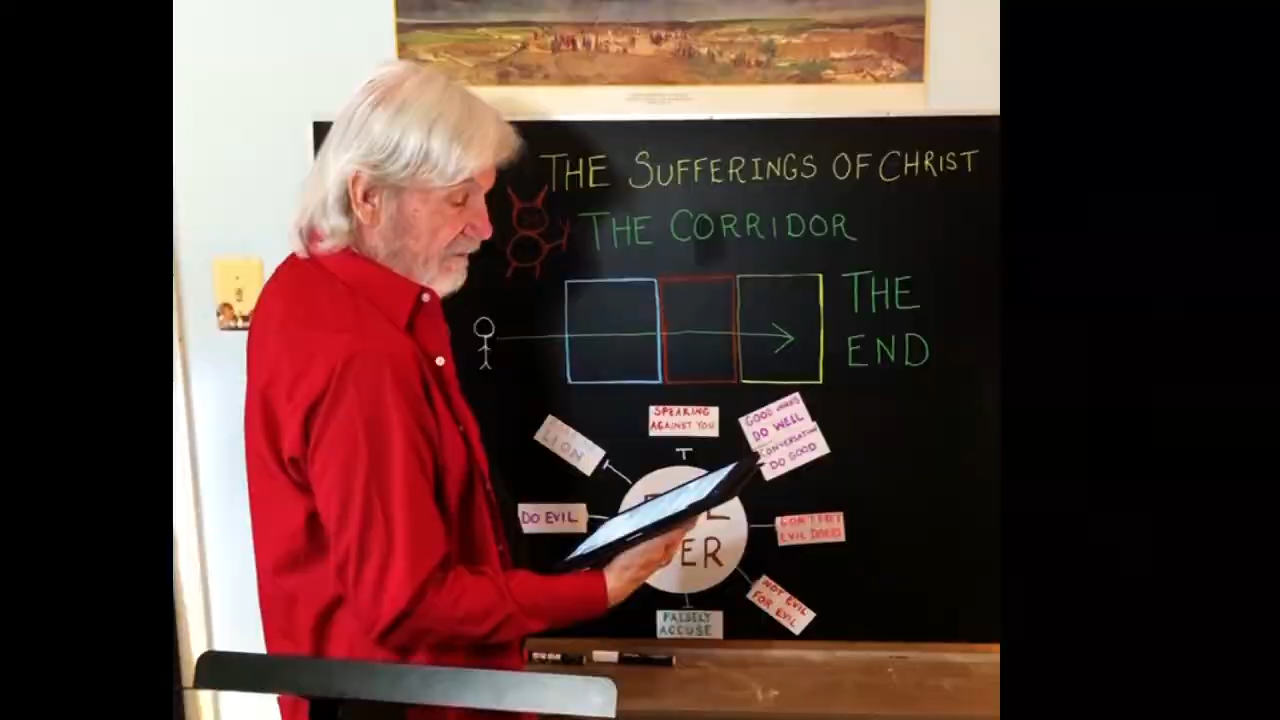 THE SUFFERINGS OF CHRIST
THE CORRIDOR
THE
END
SPEAKING
AGAINST YOU
GOOD WORKS
DO WELL
CONVERSATION
DO GOOD
LION
DO EVIL
EVIL DOERS
ER
NOT EVIL
FOR EVIL
FALSELY
ACCUSE